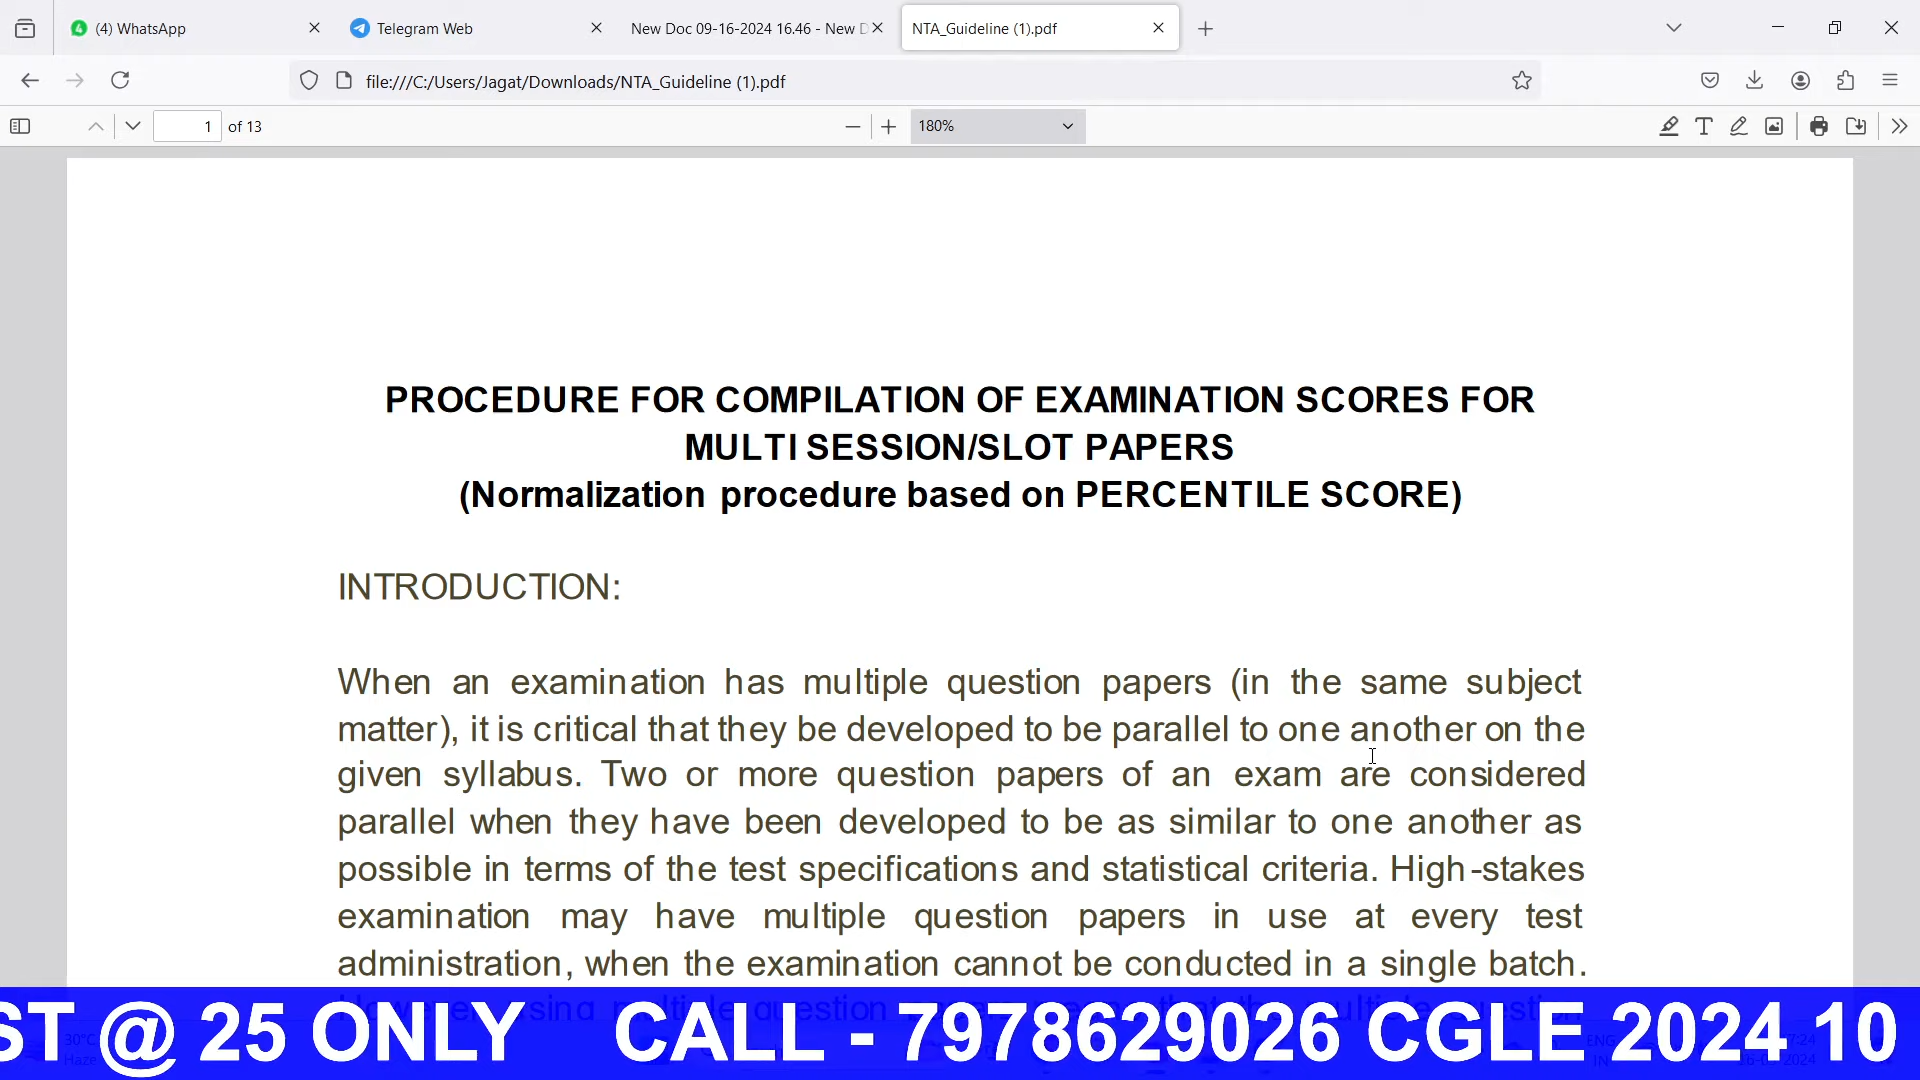 (4) WhatsApp
Telegram Web
New Doc 09-16-2024 16.46 - New D
NTA_Guideline (1).pdf
file:///C:/Users/Jagat/Downloads/NTA_Guideline (1).pdf
1 of 13
180%
PROCEDURE FOR COMPILATION OF EXAMINATION SCORES FOR
MULTI SESSION/SLOT PAPERS
(Normalization procedure based on PERCENTILE SCORE)
INTRODUCTION:
When an examination has multiple question papers (in the same subject
matter), it is critical that they be developed to be parallel to one another on the
given syllabus. Two or more question papers of an exam are considered
parallel when they have been developed to be as similar to one another as
possible in terms of the test specifications and statistical criteria. High-stakes
examination may have multiple question papers in use at every test
administration, when the examination cannot be conducted in a single batch.
ST @ 25 ONLY CALL - 7978629026 CGLE 2024 10